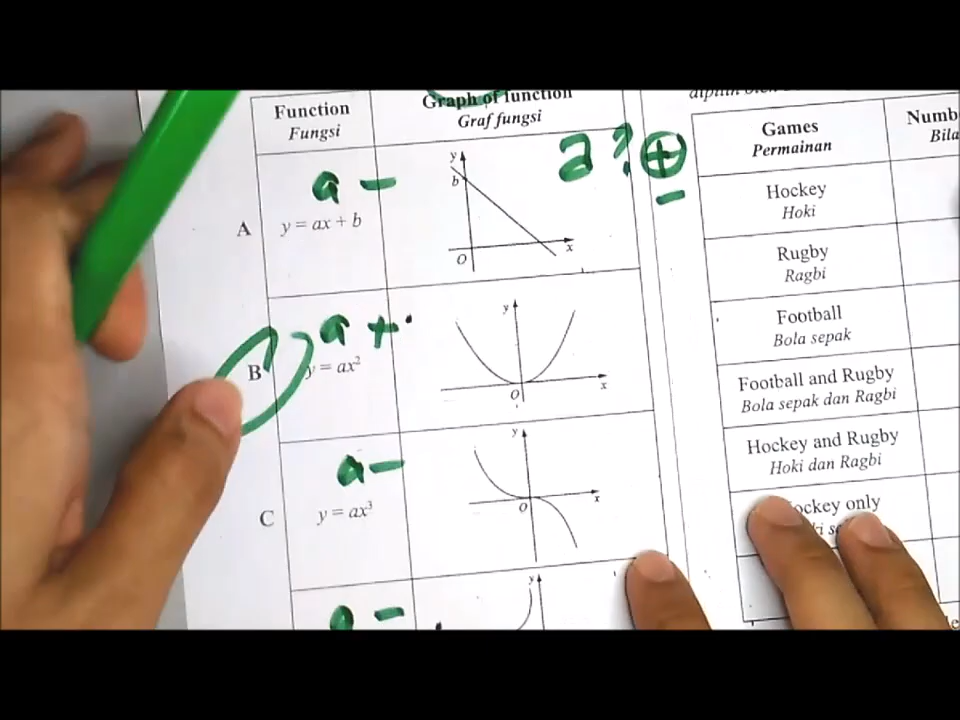 Function
Fungsi
Graph of function
Graf fungsi
a -
a ? +
-
A
y = ax + b
y
b
O
x
a +
B
y = ax²
y
O
x
a -
C
y = ax³
y
O
x
a -
y
Games
Permainan
Hockey
Hoki
Rugby
Ragbi
Football
Bola sepak
Football and Rugby
Bola sepak dan Ragbi
Hockey and Rugby
Hoki dan Ragbi
only